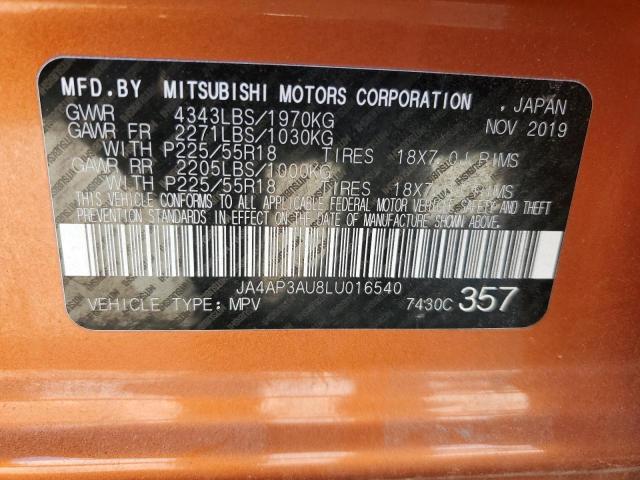 MFD.BY MITSUBISHI MOTORS CORPORATION , JAPAN
GVWR 4343LBS/1970KG NOV 2019
GAWR FR 2271LBS/1030KG
WITH P225/55R18 TIRES 18X7.0J RIMS
GAWR RR 2205LBS/1000KG
WITH P225/55R18 TIRES 18X7
THIS VEHICLE CONFORMS TO ALL APPLICABLE FEDERAL MOTOR VEHICLE SAFETY AND THEFT
PREVENTION STANDARDS IN EFFECT ON THE DATE OF MANUFACTURE SHOWN ABOVE.
JA4AP3AU8LU016540
VEHICLE TYPE: MPV 7430C 357